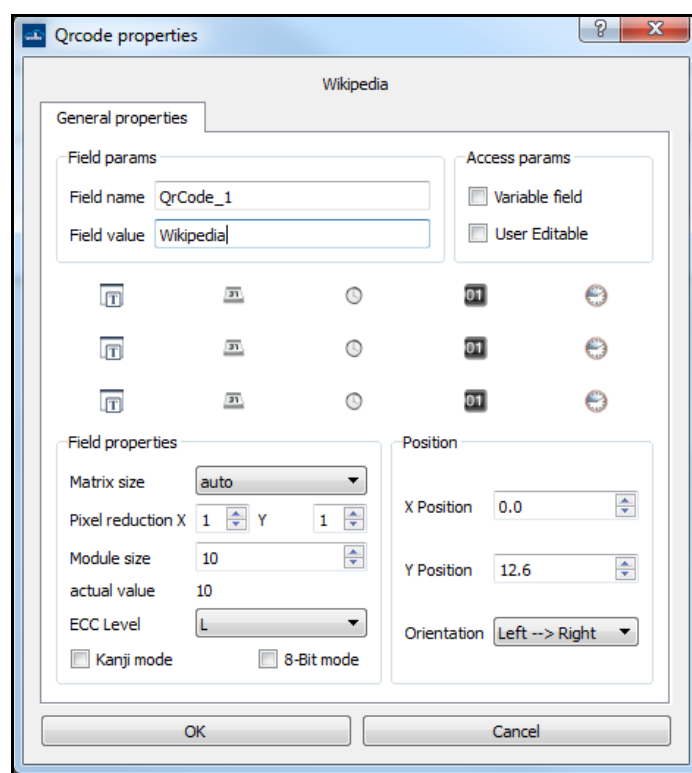 Qrcode properties
Wikipedia
General properties
Field params
Field name QrCode_1
Field value Wikipedia
Access params
Variable field
User Editable
T 31 01
T 31 01
T 31 01
Field properties
Matrix size auto
Pixel reduction X 1 Y 1
Module size 10
actual value 10
ECC Level L
Kanji mode 8-Bit mode
Position
X Position 0.0
Y Position 12.6
Orientation Left --> Right
OK Cancel